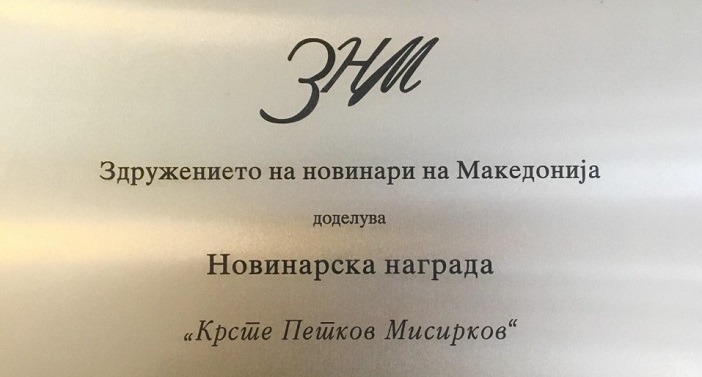 ЗНМ
Здружението на новинари на Македонија
доделува
Новинарска награда
„Крсте Петков Мисирков“